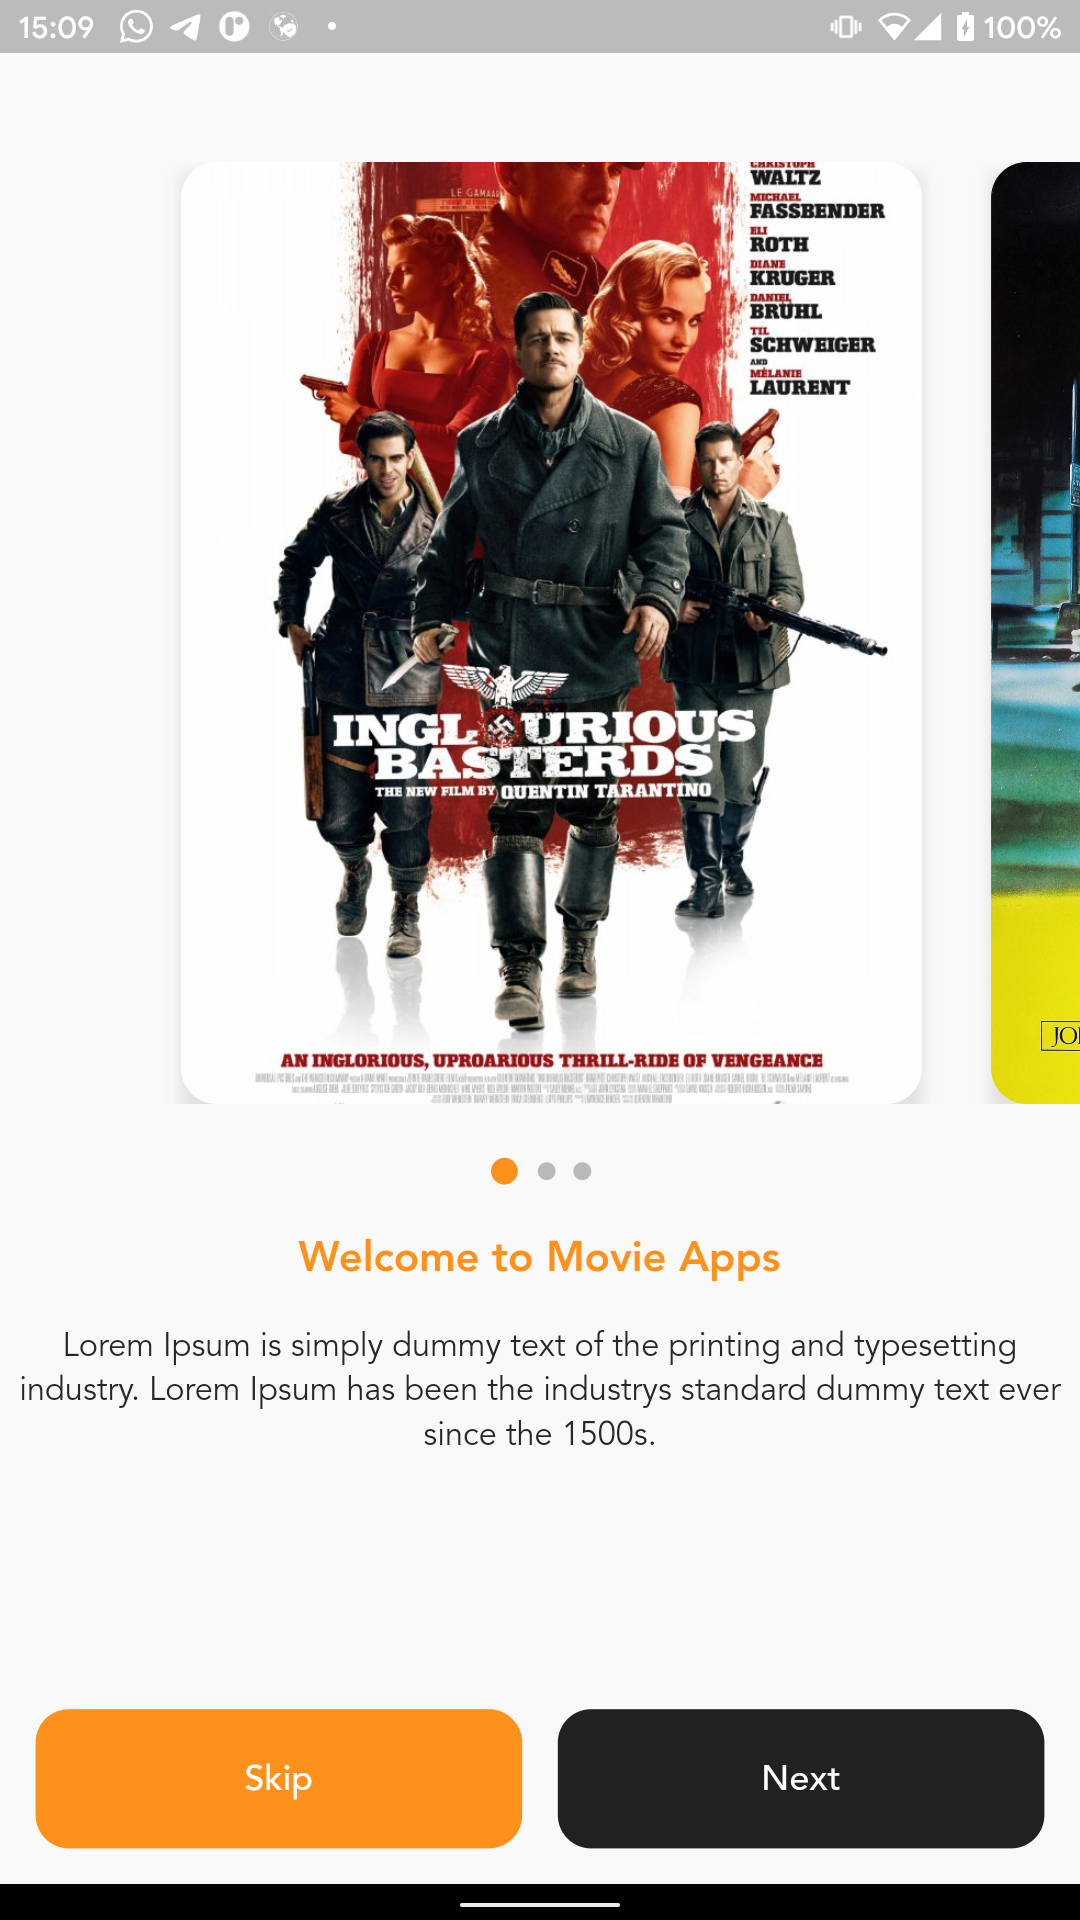 15:09
100%
LE GAMAAR
CHRISTOPH
WALTZ
MICHAEL
FASSBENDER
ELI
ROTH
DIANE
KRUGER
DANIEL
BRÜHL
TIL
SCHWEIGER
AND
MÉLANIE
LAURENT
INGLOURIOUS
BASTERDS
THE NEW FILM BY QUENTIN TARANTINO
AN INGLORIOUS, UPROARIOUS THRILL-RIDE OF VENGEANCE
Welcome to Movie Apps
Lorem Ipsum is simply dummy text of the printing and typesetting
industry. Lorem Ipsum has been the industrys standard dummy text ever
since the 1500s.
Skip
Next